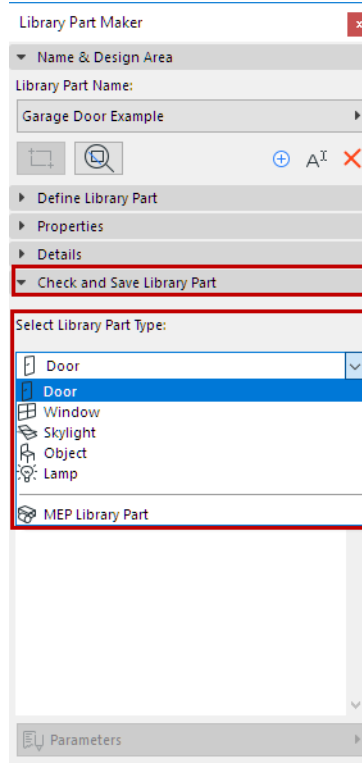 Library Part Maker
Name & Design Area
Library Part Name:
Garage Door Example
Define Library Part
Properties
Details
Check and Save Library Part
Select Library Part Type:
Door
Door
Window
Skylight
Object
Lamp
MEP Library Part
Parameters